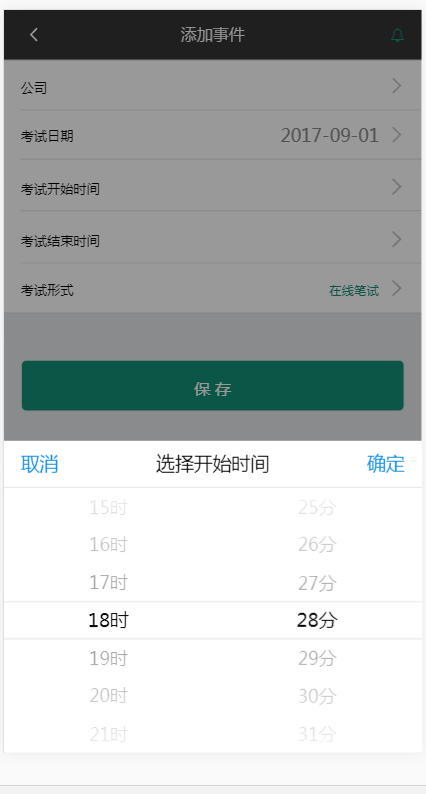 添加事件
公司
考试日期 2017-09-01
考试开始时间
考试结束时间
考试形式 在线笔试
保存
取消 选择开始时间 确定
15时 25分
16时 26分
17时 27分
18时 28分
19时 29分
20时 30分
21时 31分